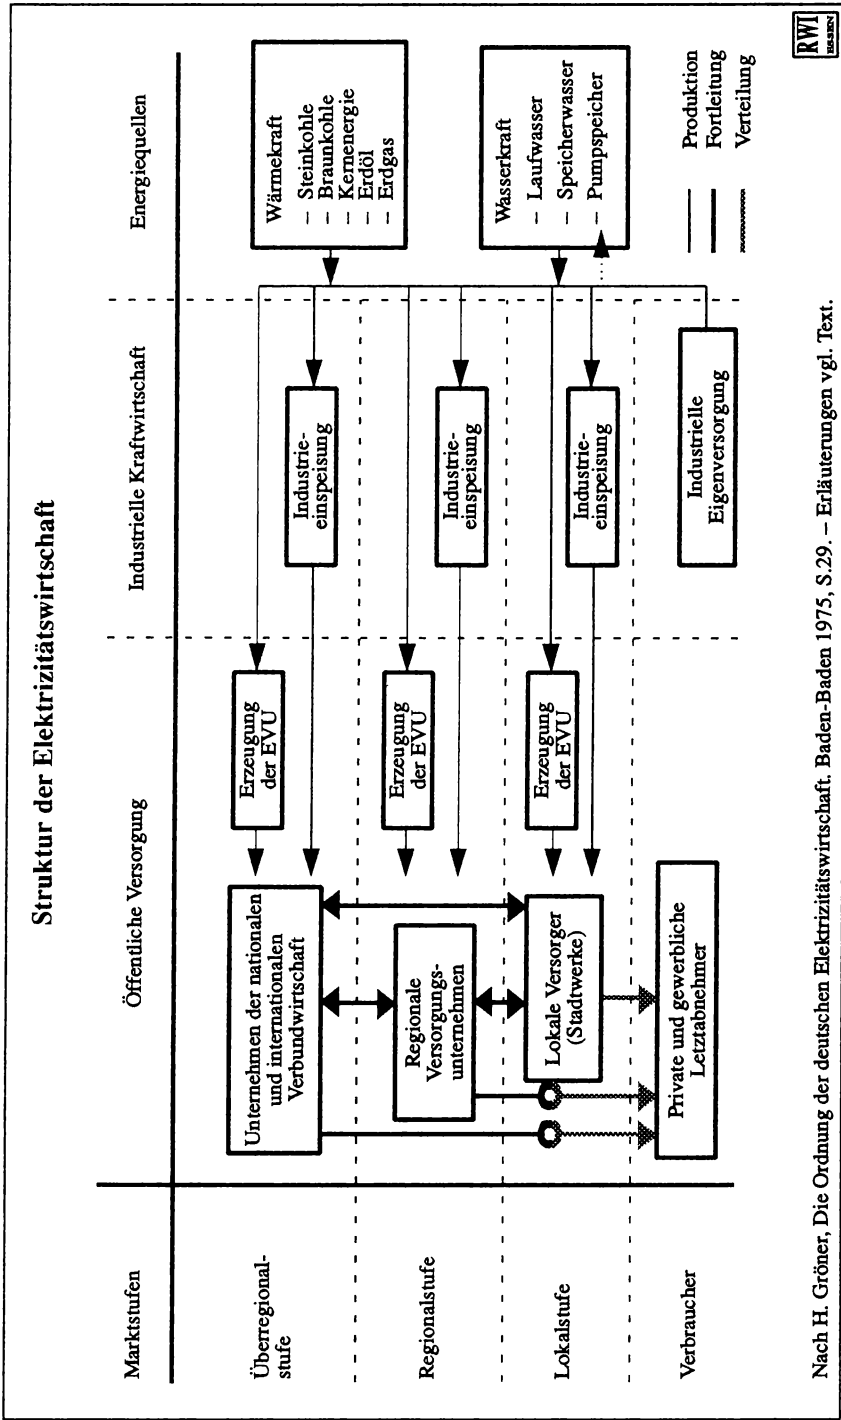 Struktur der Elektrizitätswirtschaft
Marktstufen
Öffentliche Versorgung
Industrielle Kraftwirtschaft
Energiequellen
Überregional-
stufe
Unternehmen der nationalen
und internationalen
Verbundwirtschaft
Erzeugung
der EVU
Industrie-
einspeisung
Wärmekraft
– Steinkohle
– Braunkohle
– Kernenergie
– Erdöl
– Erdgas
Regionalstufe
Regionale
Versorgungs-
unternehmen
Erzeugung
der EVU
Industrie-
einspeisung
Lokalstufe
Lokale Versorger
(Stadtwerke)
Erzeugung
der EVU
Industrie-
einspeisung
Wasserkraft
– Laufwasser
– Speicherwasser
– Pumpspeicher
Verbraucher
Private und gewerbliche
Letztabnehmer
Industrielle
Eigenversorgung
Produktion
Fortleitung
Verteilung
Nach H. Gröner, Die Ordnung der deutschen Elektrizitätswirtschaft. Baden-Baden 1975, S.29. – Erläuterungen vgl. Text.
RWI
ESSEN